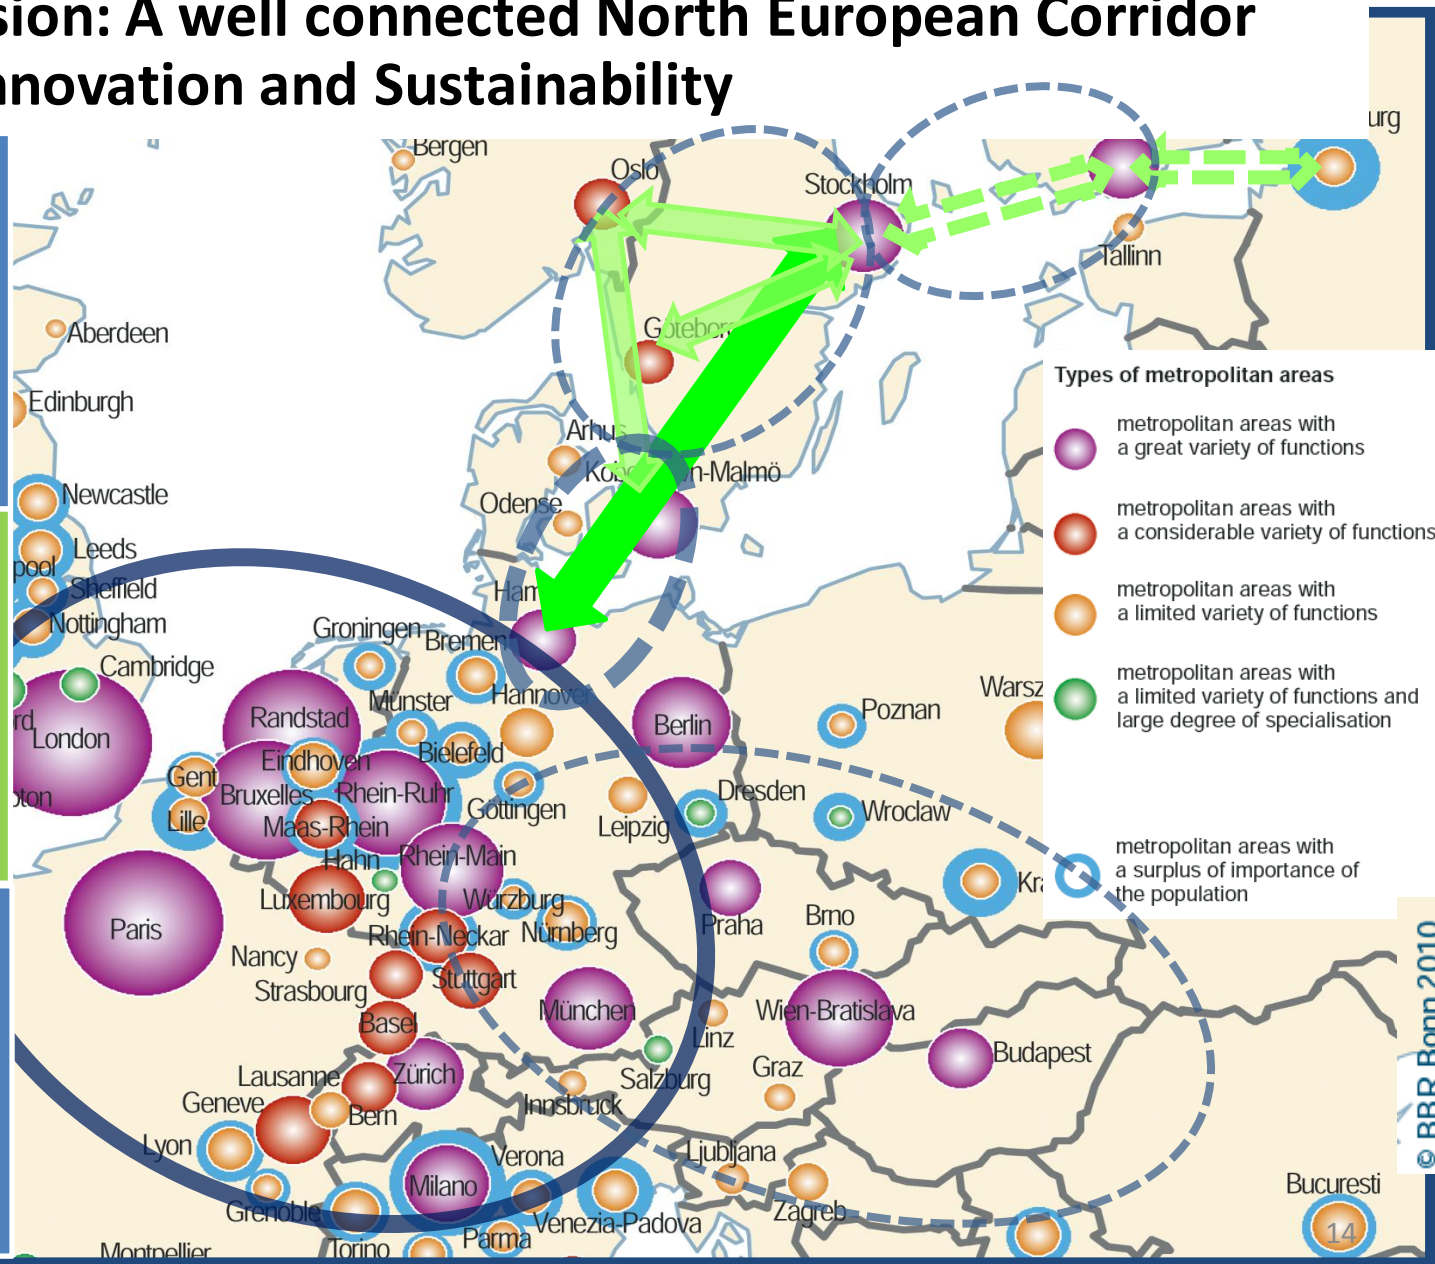 sion: A well connected North European Corridor
nnovation and Sustainability
urg
Bergen
Oslo
Stockholm
Tallinn
Aberdeen
Göteborg
Edinburgh
Arhus
n-Malmö
Odense
Newcastle
Leeds
pool
Sheffield
Nottingham
Cambridge
rd
London
Ham
Groningen
Bremen
Hannover
Münster
Randstad
Berlin
Poznan
Warsz
Eindhoven
Bielefeld
Gent
Bruxelles
Rhein-Ruhr
Göttingen
Dresden
Wroclaw
Lille
Maas-Rhein
Leipzig
Hahn
Rhein-Main
Luxembourg
Würzburg
Kra
Paris
Rhein-Neckar
Nürnberg
Praha
Brno
Nancy
Strasbourg
Stuttgart
München
Wien-Bratislava
Basel
Linz
Budapest
Lausanne
Zürich
Salzburg
Graz
Geneve
Bern
Innsbruck
Lyon
Verona
Ljubljana
Milano
Grenoble
Venezia-Padova
Zagreb
Bucuresti
Torino
Parma
Montpellier
14
Types of metropolitan areas
metropolitan areas with
a great variety of functions
metropolitan areas with
a considerable variety of functions
metropolitan areas with
a limited variety of functions
metropolitan areas with
a limited variety of functions and
large degree of specialisation
metropolitan areas with
a surplus of importance of
the population
© BBR Bonn 2010